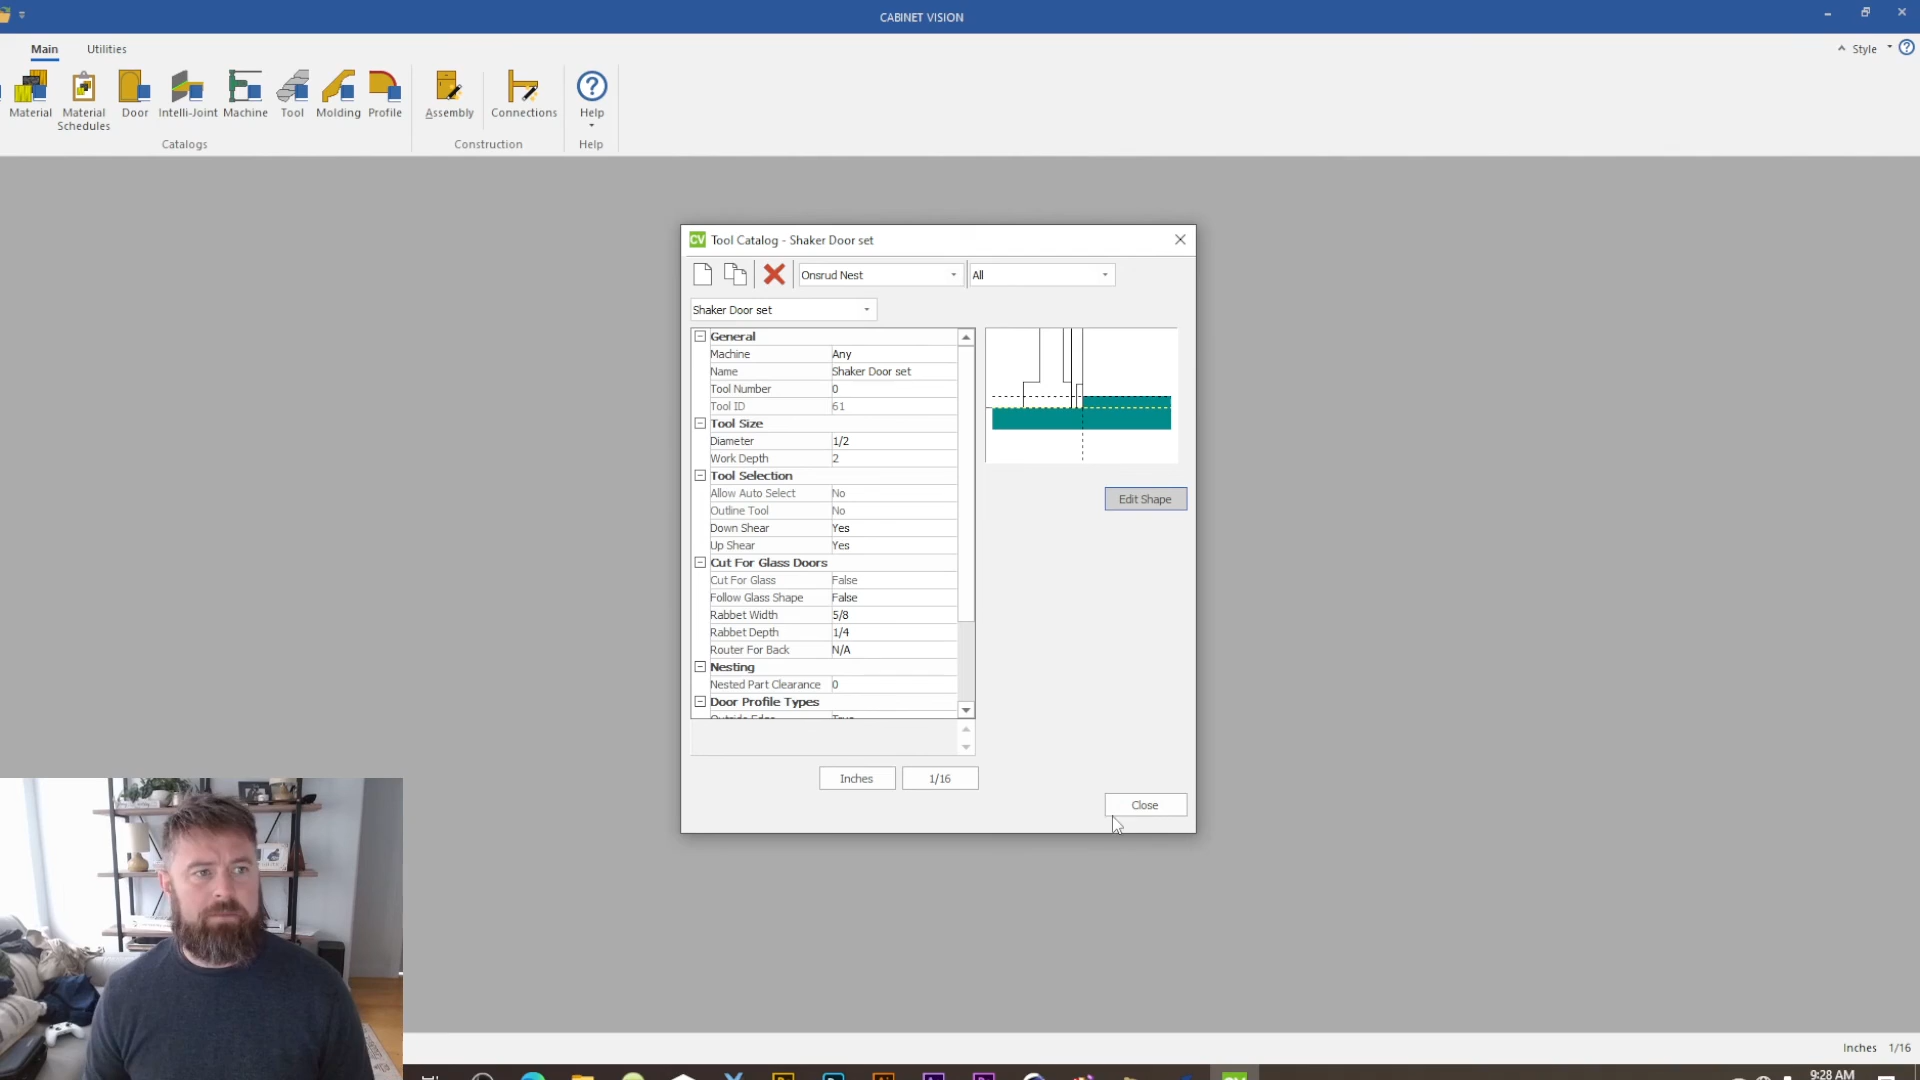 CABINET VISION
Main Utilities
Style
Material Material Schedules Door Intelli-Joint Machine Tool Molding Profile Assembly Connections Help
Catalogs Construction Help
CV Tool Catalog - Shaker Door set
Onsrud Nest All
Shaker Door set
General
Machine Any
Name Shaker Door set
Tool Number 0
Tool ID 61
Tool Size
Diameter 1/2
Work Depth 2
Tool Selection
Allow Auto Select No
Outline Tool No
Down Shear Yes
Up Shear Yes
Cut For Glass Doors
Cut For Glass False
Follow Glass Shape False
Rabbet Width 5/8
Rabbet Depth 1/4
Router For Back N/A
Nesting
Nested Part Clearance 0
Door Profile Types
Outside Edge True
Edit Shape
Inches 1/16
Close
Inches 1/16
9:28 AM